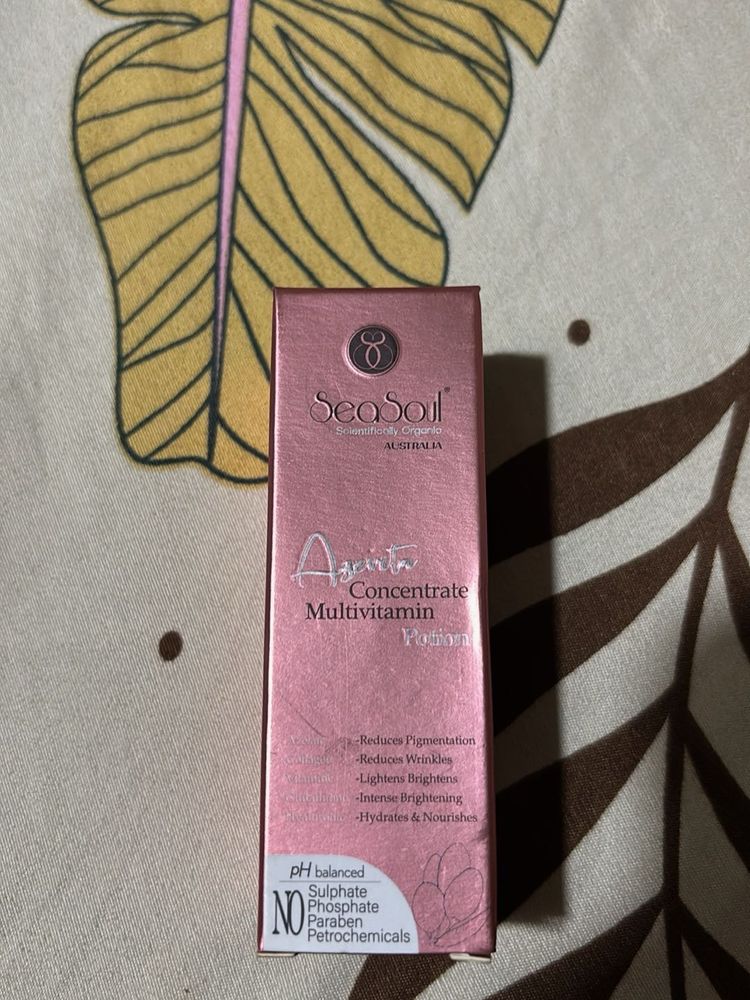 SeaSoul®
Scientifically Organic
AUSTRALIA
Concentrate
Multivitamin
Potion
-Reduces Pigmentation
Collagen -Reduces Wrinkles
-Lightens Brightens
-Intense Brightening
-Hydrates & Nourishes
pH balanced
NO
Sulphate
Phosphate
Paraben
Petrochemicals